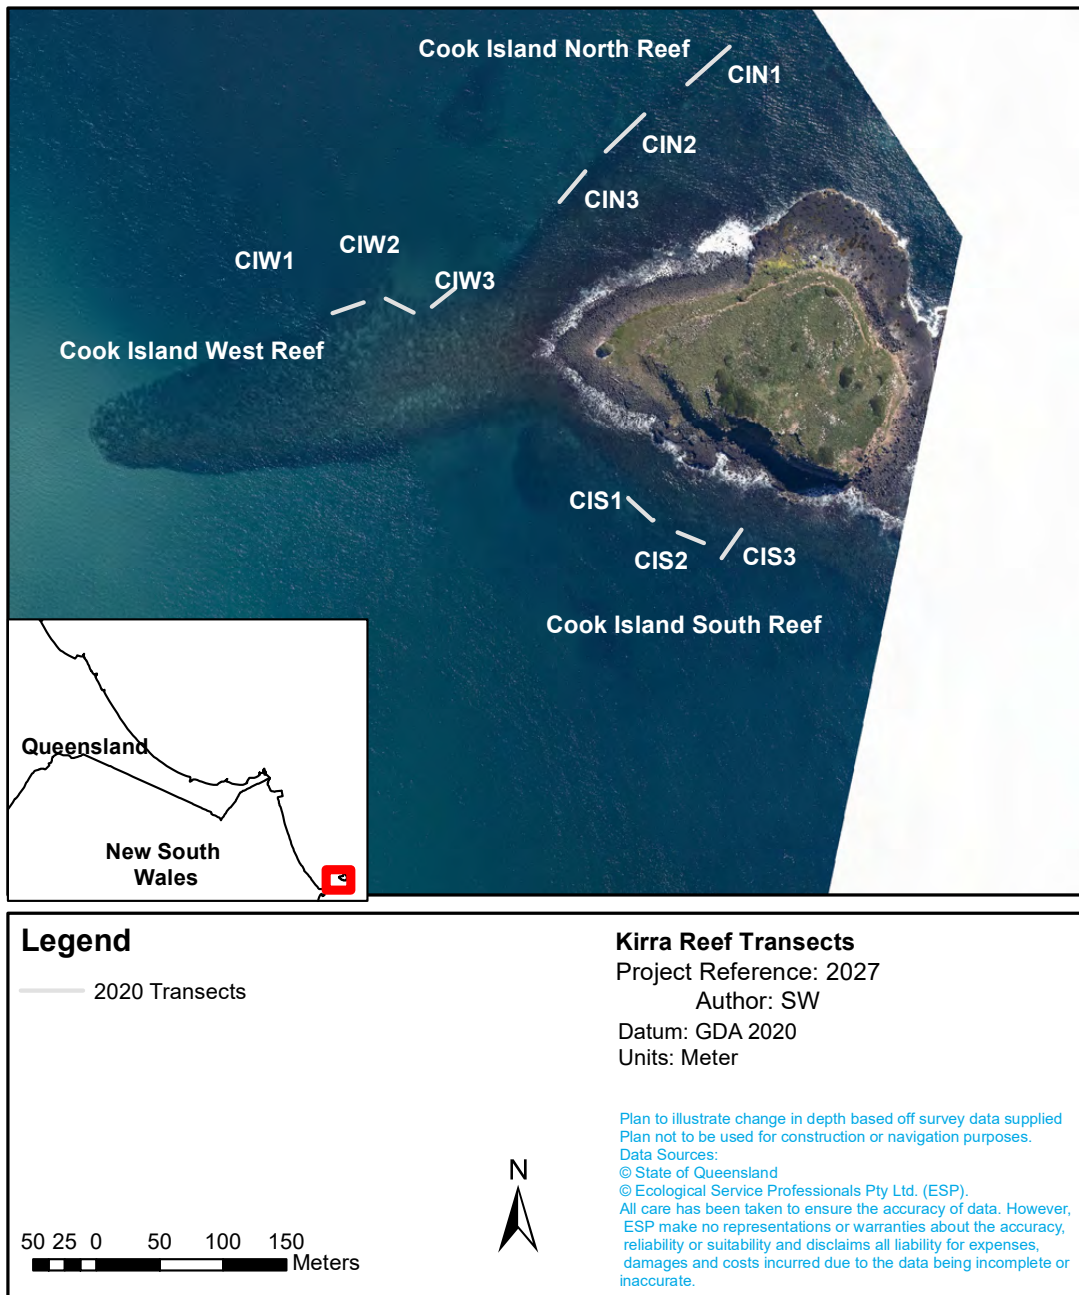 Cook Island North Reef
CIN1
CIN2
CIN3
CIW1
CIW2
CIW3
Cook Island West Reef
CIS1
CIS2
CIS3
Cook Island South Reef
Queensland
New South
Wales
Legend
2020 Transects
50 25 0 50 100 150
Meters
N
Kirra Reef Transects
Project Reference: 2027
Author: SW
Datum: GDA 2020
Units: Meter
Plan to illustrate change in depth based off survey data supplied
Plan not to be used for construction or navigation purposes.
Data Sources:
© State of Queensland
© Ecological Service Professionals Pty Ltd. (ESP).
All care has been taken to ensure the accuracy of data. However,
ESP make no representations or warranties about the accuracy,
reliability or suitability and disclaims all liability for expenses,
damages and costs incurred due to the data being incomplete or
inaccurate.